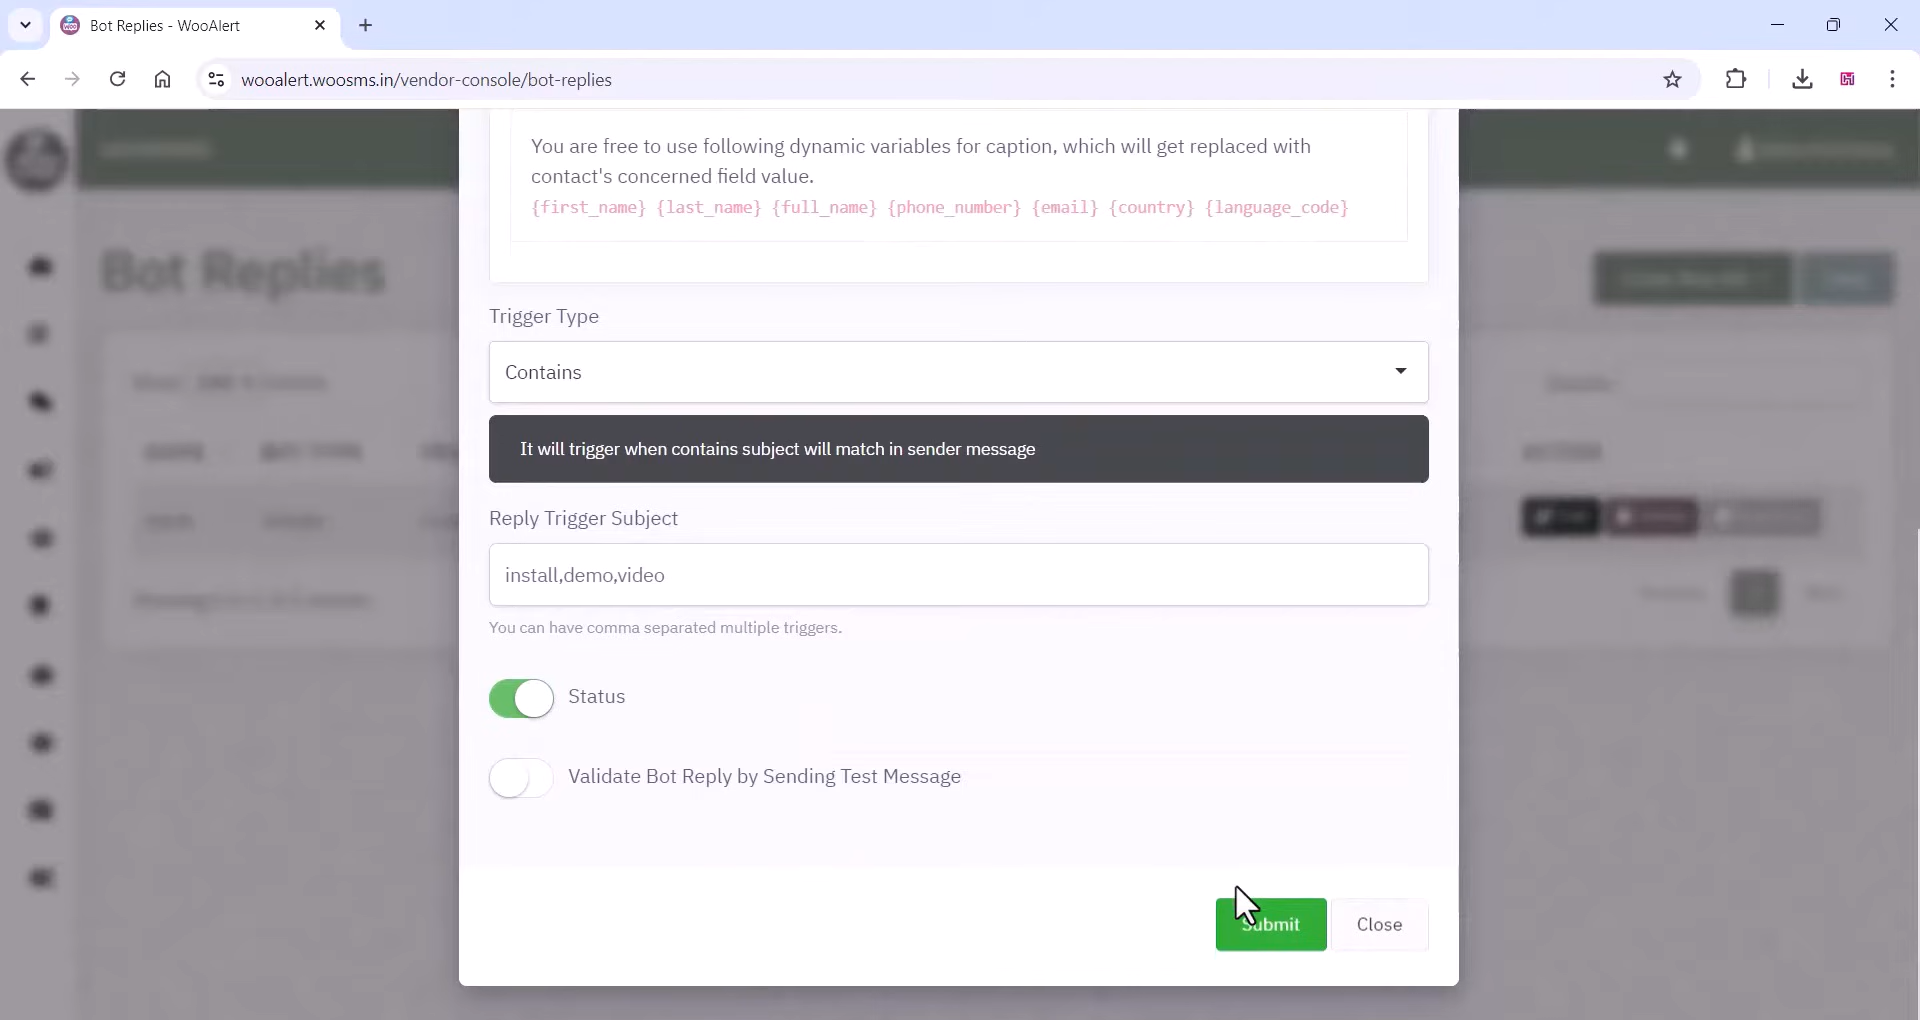 Bot Replies - WooAlert
wooalert.woosms.in/vendor-console/bot-replies
You are free to use following dynamic variables for caption, which will get replaced with
contact's concerned field value.
{first_name} {last_name} {full_name} {phone_number} {email} {country} {language_code}
Bot Replies
Trigger Type
Contains
It will trigger when contains subject will match in sender message
Reply Trigger Subject
install,demo,video
You can have comma separated multiple triggers.
Status
Validate Bot Reply by Sending Test Message
Submit
Close